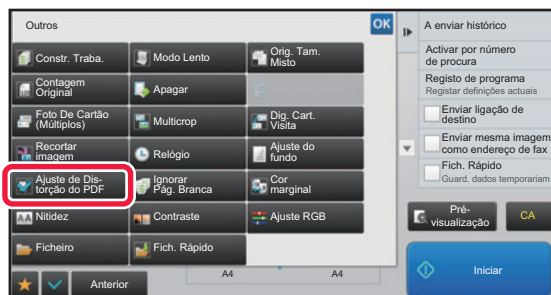 Outros
OK
Constr. Traba.
Modo Lento
Orig. Tam.
Misto
Contagem
Original
Apagar
Foto De Cartão
(Múltiplos)
Multicrop
Dig. Cart.
Visita
Recortar
imagem
Relógio
Ajuste do
fundo
Ajuste de Dis-
torção do PDF
Ignorar
Pág. Branca
Cor
marginal
Nitidez
Contraste
Ajuste RGB
Ficheiro
Fich. Rápido
Anterior
A4
A4
A enviar histórico
Activar por número
de procura
Registo de programa
Registar definições actuais
Enviar ligação de
destino
Enviar mesma imagem
como endereço de fax
Fich. Rápido
Guard. dados temporariam
Pré-
visualização
CA
Iniciar